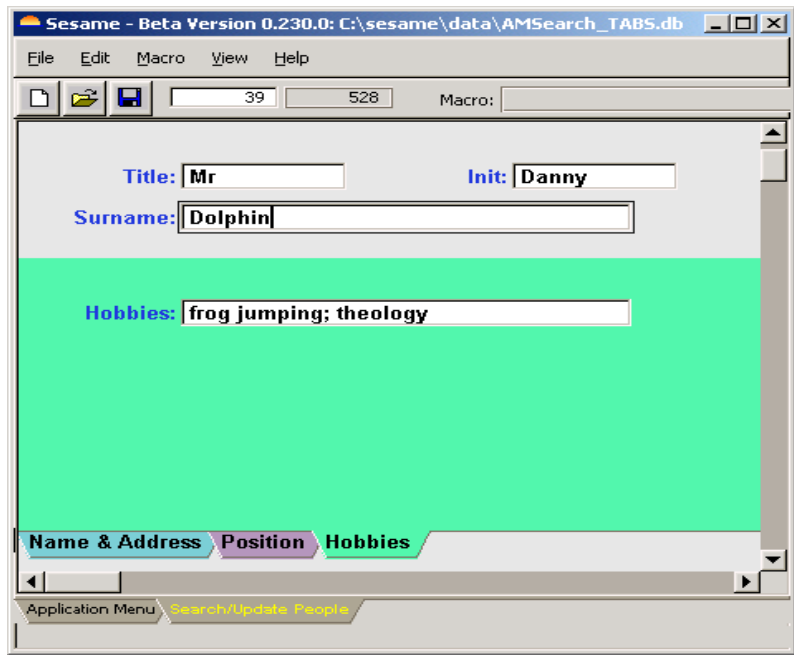 Sesame - Beta Version 0.230.0: C:\sesame\data\AMSearch_TABS.db
File Edit Macro View Help
39 528 Macro:
Title: Mr Init: Danny
Surname: Dolphin
Hobbies: frog jumping; theology
Name & Address Position Hobbies
Application Menu Search/Update People